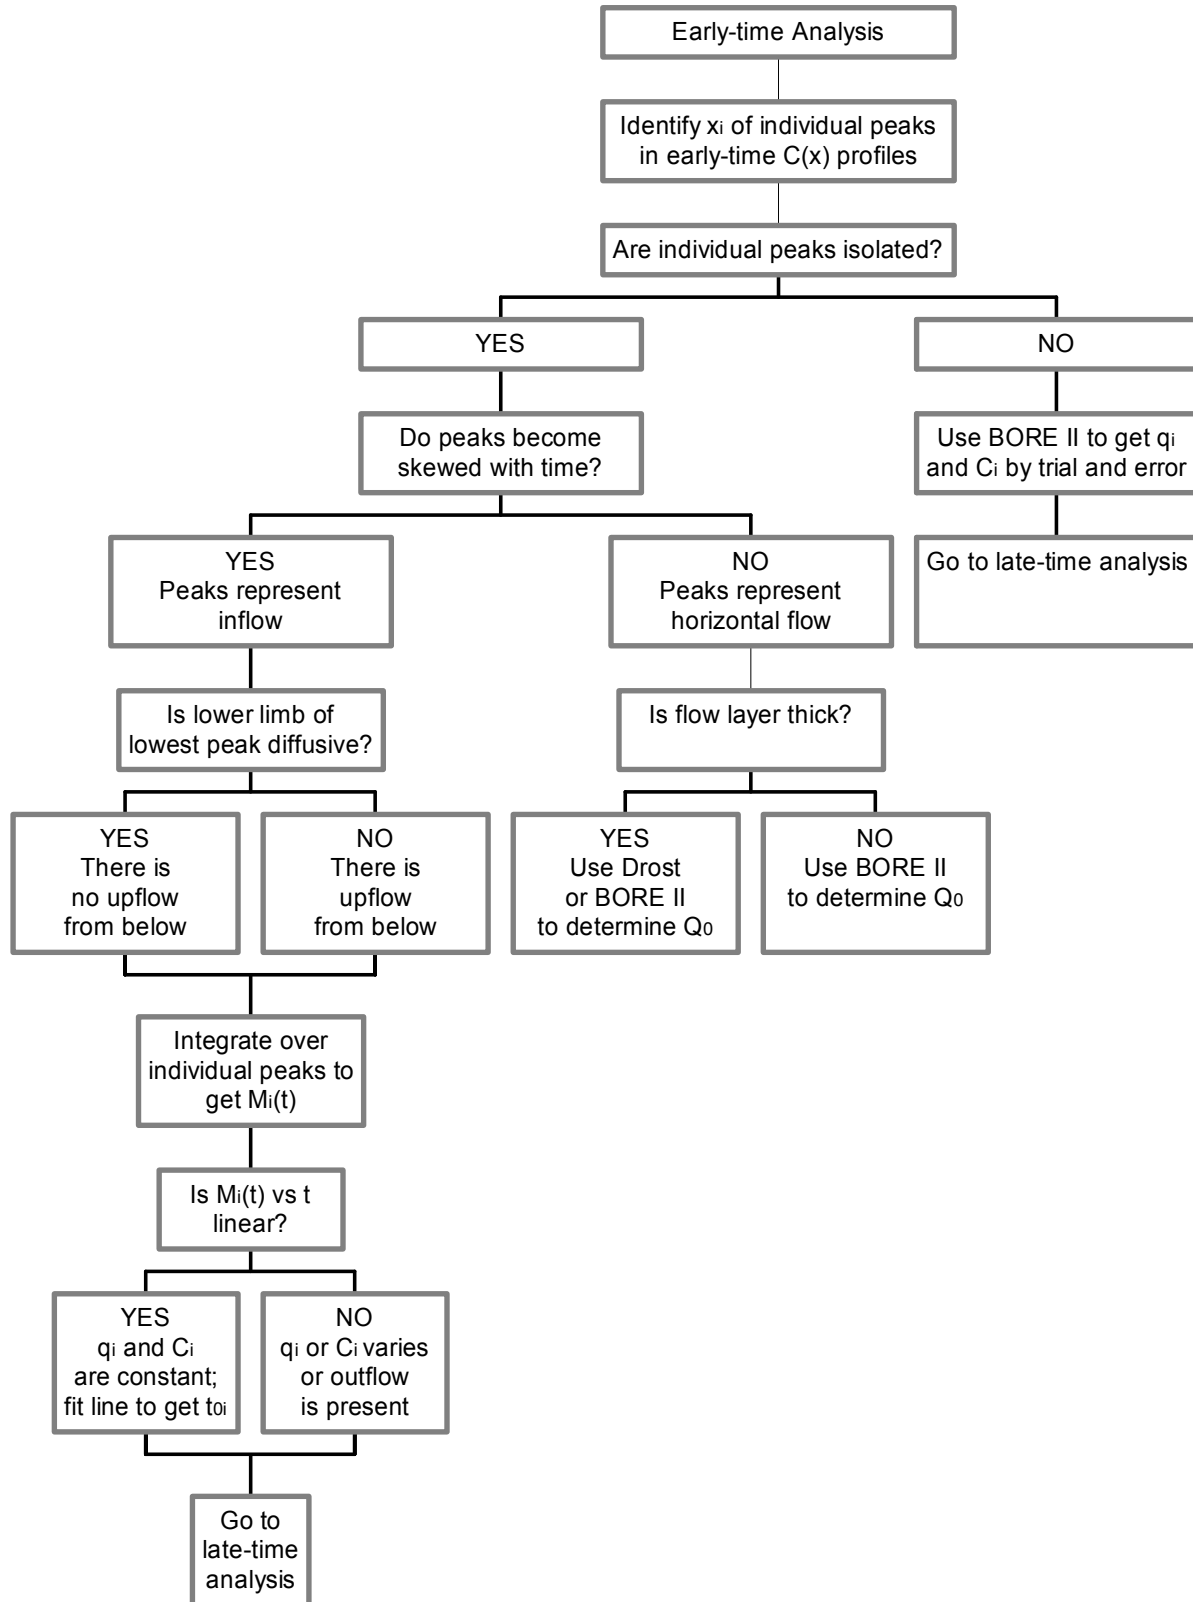 Early-time Analysis
Identify xi of individual peaks
in early-time C(x) profiles
Are individual peaks isolated?
YES
NO
Do peaks become
skewed with time?
Use BORE II to get qi
and Ci by trial and error
YES
Peaks represent
inflow
NO
Peaks represent
horizontal flow
Go to late-time analysis
Is lower limb of
lowest peak diffusive?
Is flow layer thick?
YES
There is
no upflow
from below
NO
There is
upflow
from below
YES
Use Drost
or BORE II
to determine Q0
NO
Use BORE II
to determine Q0
Integrate over
individual peaks to
get Mi(t)
Is Mi(t) vs t
linear?
YES
qi and Ci
are constant;
fit line to get t0i
NO
qi or Ci varies
or outflow
is present
Go to
late-time
analysis